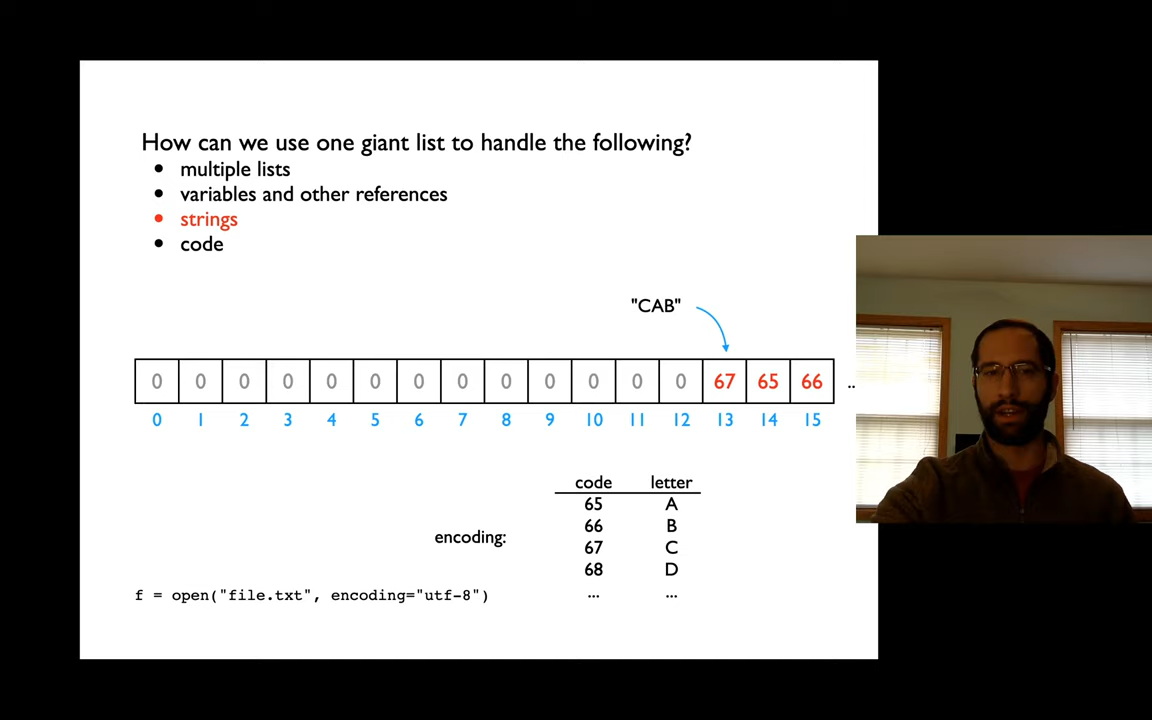 How can we use one giant list to handle the following?
• multiple lists
• variables and other references
• strings
• code
"CAB"
0 0 0 0 0 0 0 0 0 0 0 0 0 67 65 66 ..
0 1 2 3 4 5 6 7 8 9 10 11 12 13 14 15
code letter
65 A
66 B
encoding:
67 C
68 D
... ...
f = open("file.txt", encoding="utf-8")